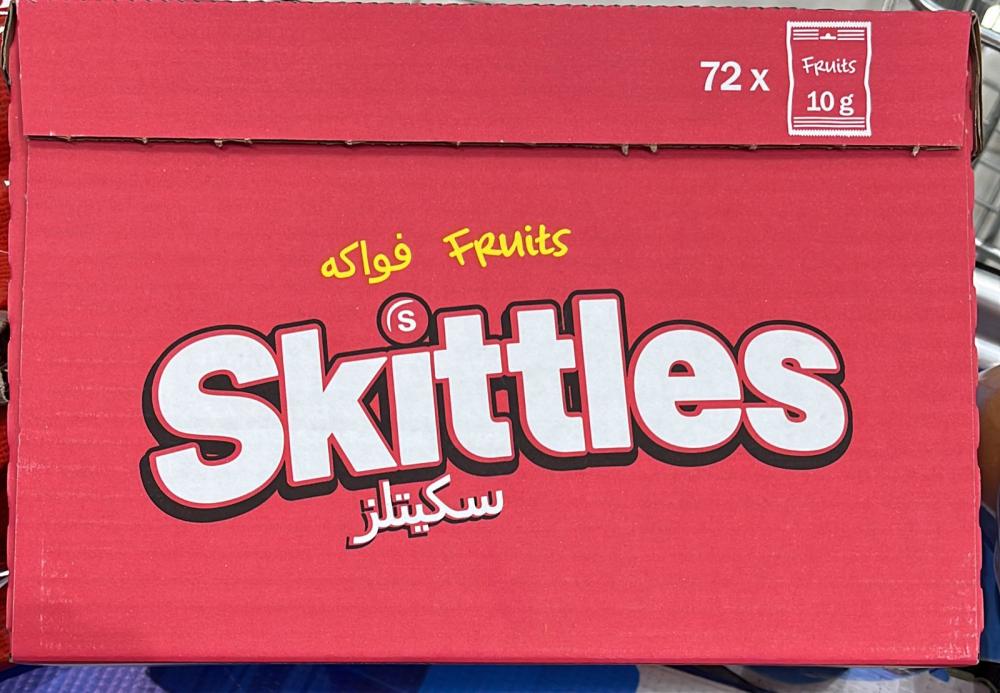 72 x
Fruits
10 g
فواكه Fruits
S
Skittles
سكيتلز